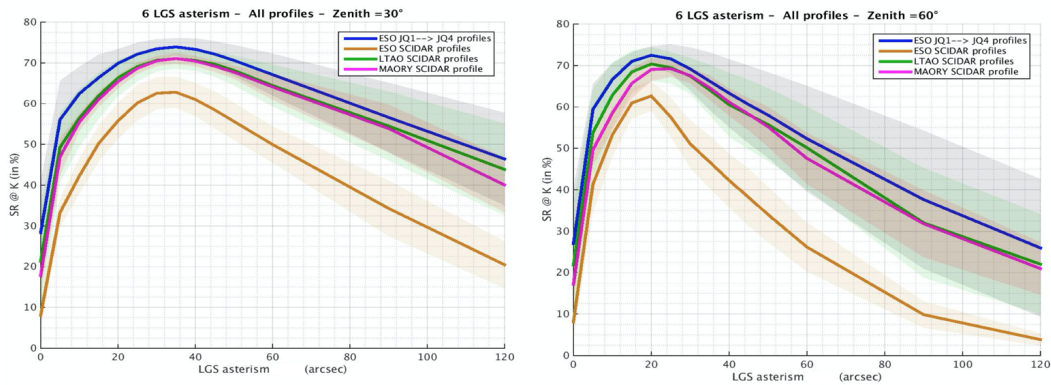 6 LGS asterism – All profiles – Zenith =30°
ESO JQ1--> JQ4 profiles
ESO SCIDAR profiles
LTAO SCIDAR profile
MAORY SCIDAR profile
80
70
60
50
40
30
20
10
0
SR @ K (in %)
0 20 40 60 80 100 120
LGS asterism (arcsec)
6 LGS asterism – All profiles – Zenith =60°
ESO JQ1--> JQ4 profiles
ESO SCIDAR profiles
LTAO SCIDAR profiles
MAORY SCIDAR profile
80
70
60
50
40
30
20
10
0
SR @ K (in %)
0 20 40 60 80 100 120
LGS asterism (arcsec)